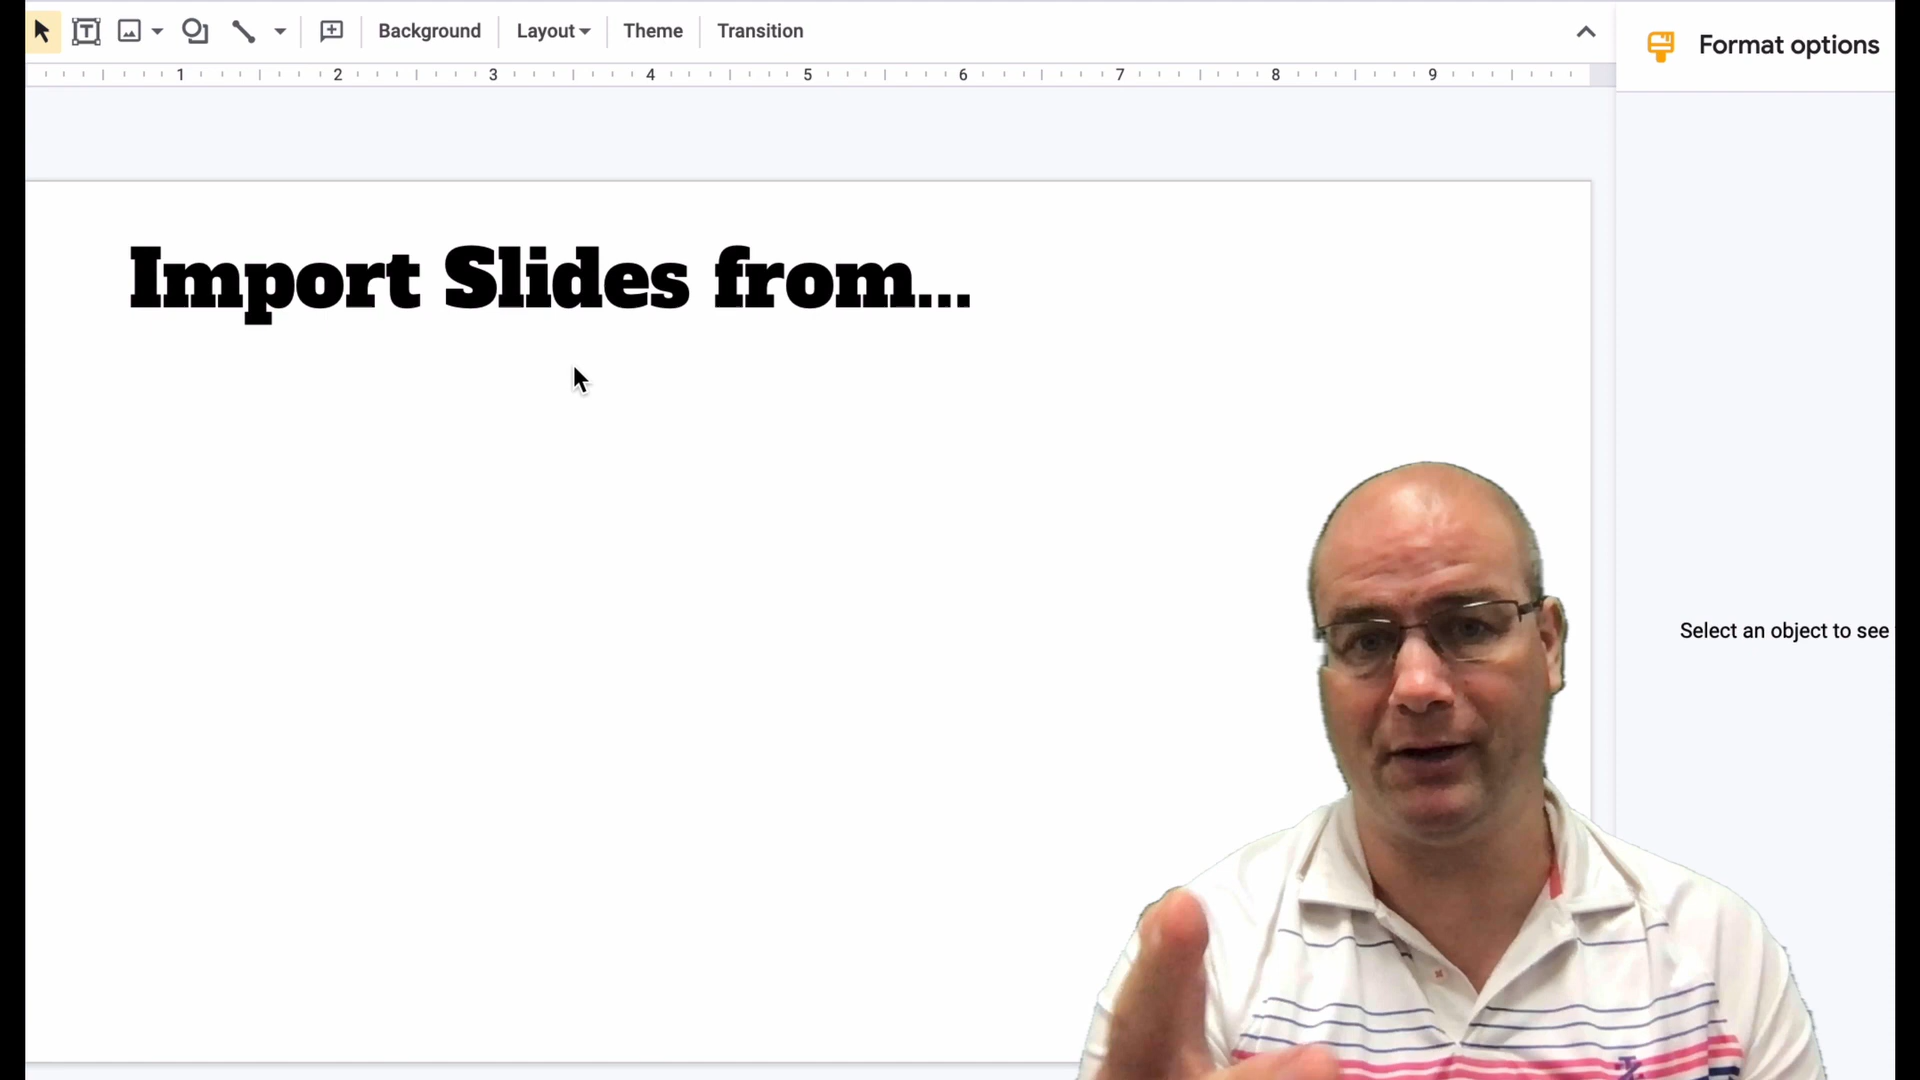 Background Layout Theme Transition
Format options
1 2 3 4 5 6 7 8 9
Import Slides from...
Select an object to see